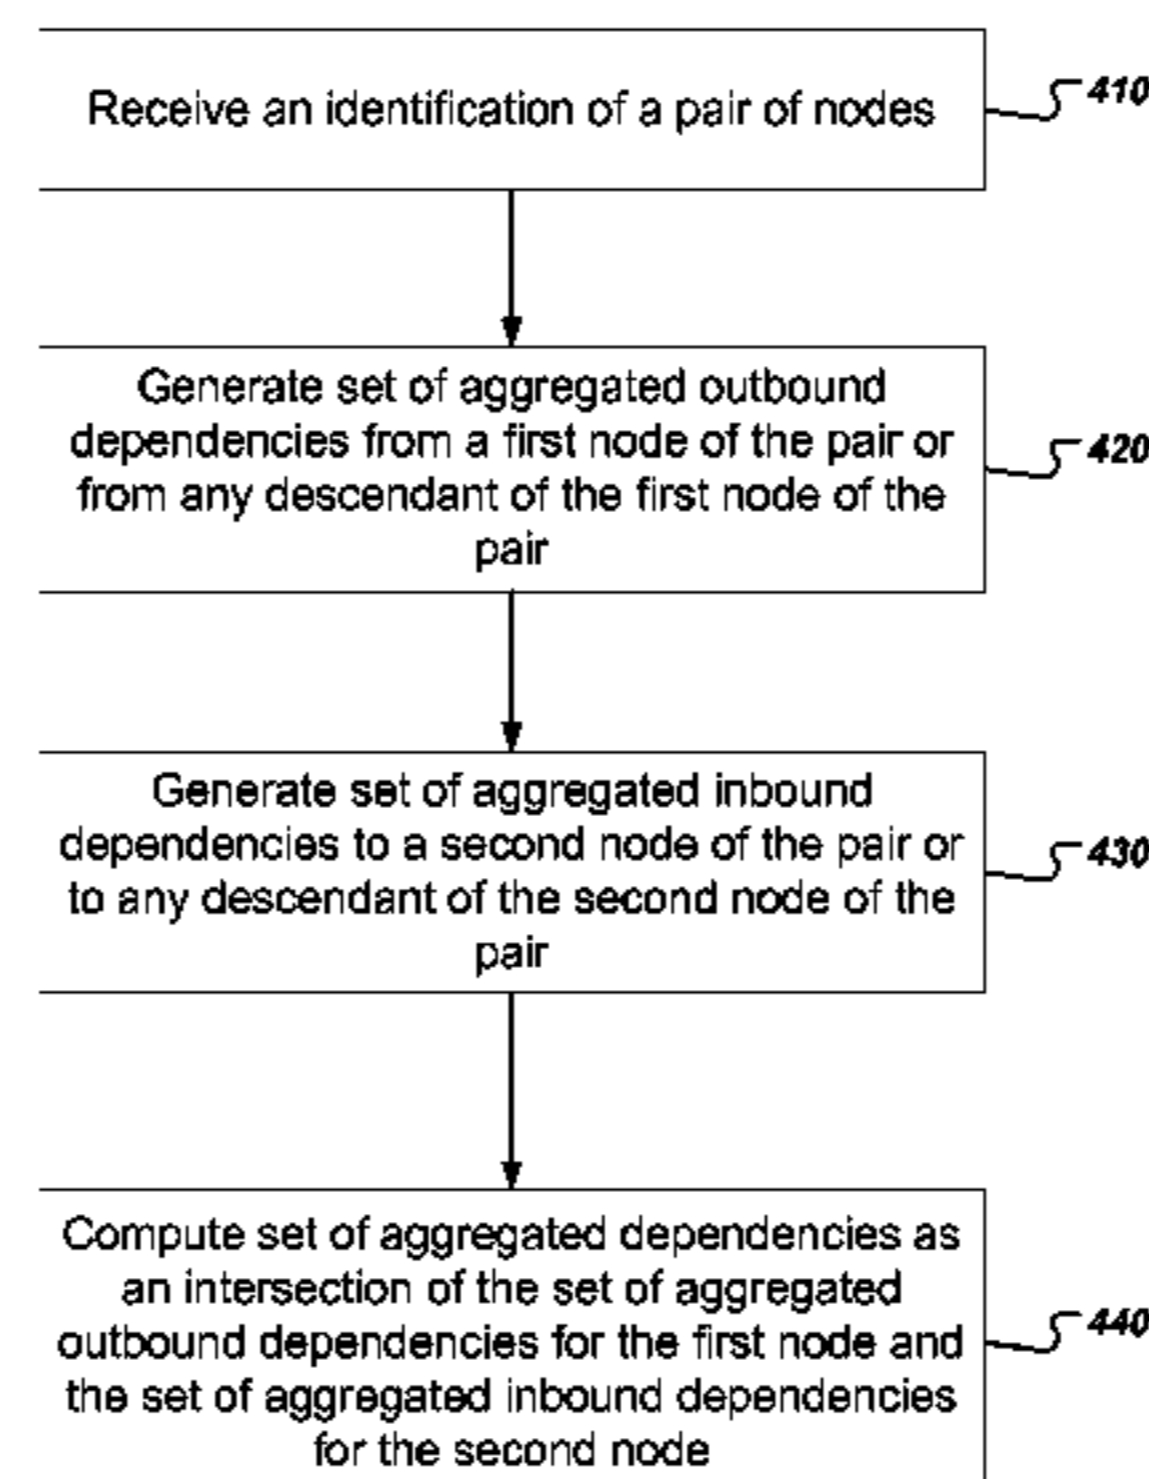 Receive an identification of a pair of nodes
410
Generate set of aggregated outbound
dependencies from a first node of the pair or
from any descendant of the first node of the
pair
420
Generate set of aggregated inbound
dependencies to a second node of the pair or
to any descendant of the second node of the
pair
430
Compute set of aggregated dependencies as
an intersection of the set of aggregated
outbound dependencies for the first node and
the set of aggregated inbound dependencies
for the second node
440